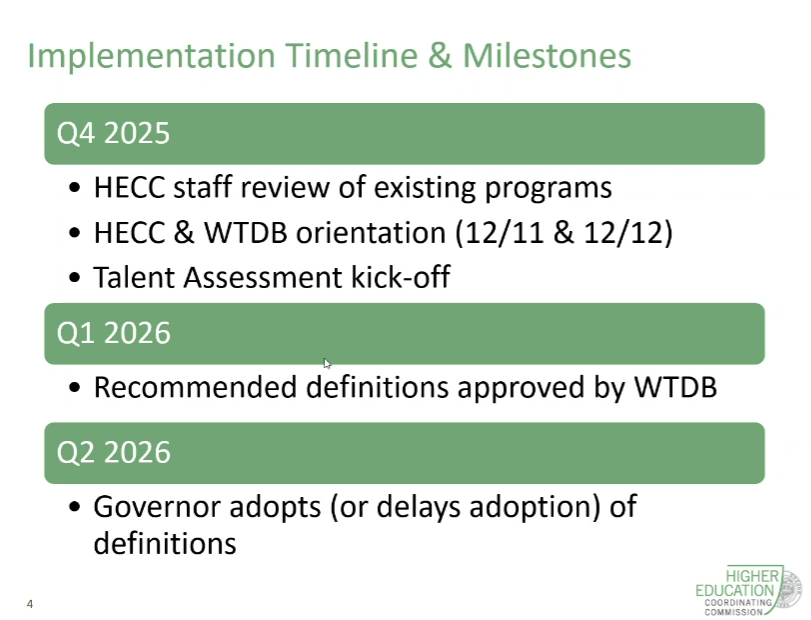 Implementation Timeline & Milestones
Q4 2025
• HECC staff review of existing programs
• HECC & WTDB orientation (12/11 & 12/12)
• Talent Assessment kick-off
Q1 2026
• Recommended definitions approved by WTDB
Q2 2026
• Governor adopts (or delays adoption) of
definitions
4
HIGHER
EDUCATION
COORDINATING
COMMISSION